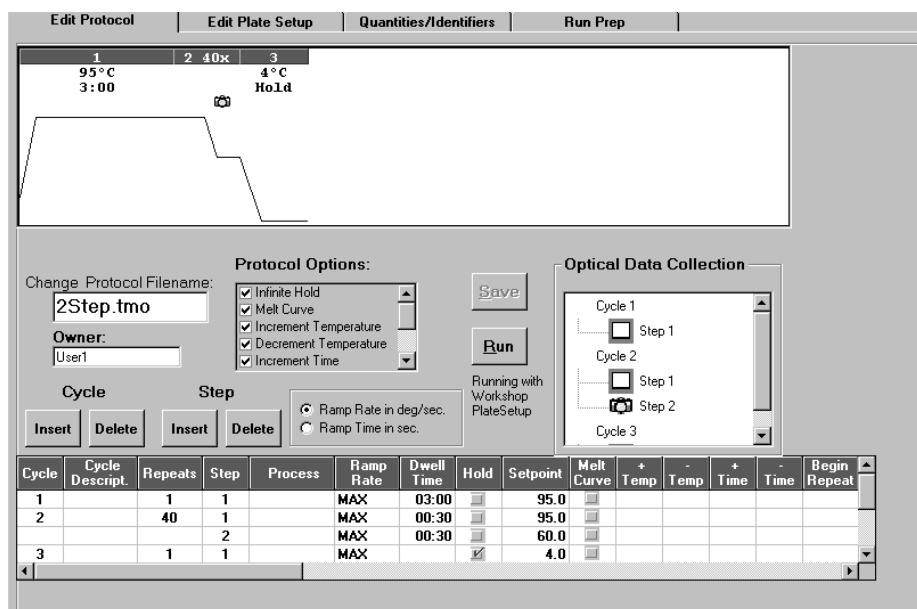 Edit Protocol Edit Plate Setup Quantities/Identifiers Run Prep
1 2 40x 3
95°C 4°C
3:00 Hold
Change Protocol Filename:
2Step.tmo
Owner:
User1
Protocol Options:
Infinite Hold
Melt Curve
Increment Temperature
Decrement Temperature
Increment Time
Save
Run
Running with
Workshop
PlateSetup
Optical Data Collection
Cycle 1
Step 1
Cycle 2
Step 1
Step 2
Cycle 3
Cycle Step
Insert Delete Insert Delete
Ramp Rate in deg/sec.
Ramp Time in sec.
Cycle Cycle Descript. Repeats Step Process Ramp Rate Dwell Time Hold Setpoint Melt Curve + Temp - Temp + Time - Time Begin Repeat
1 1 1 MAX 03:00 95.0
2 40 1 MAX 00:30 95.0
2 MAX 00:30 60.0
3 1 1 MAX 4.0